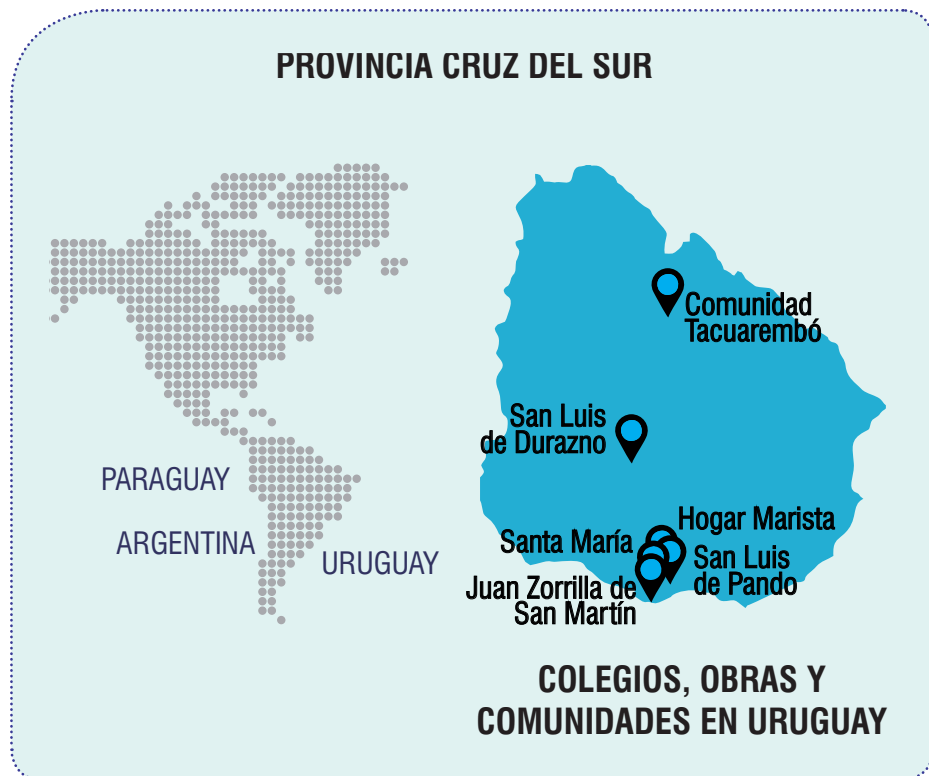 PROVINCIA CRUZ DEL SUR
PARAGUAY
ARGENTINA
URUGUAY
Comunidad
Tacuarembó
San Luis
de Durazno
Hogar Marista
Santa María
San Luis
de Pando
Juan Zorrilla de
San Martín
COLEGIOS, OBRAS Y
COMUNIDADES EN URUGUAY